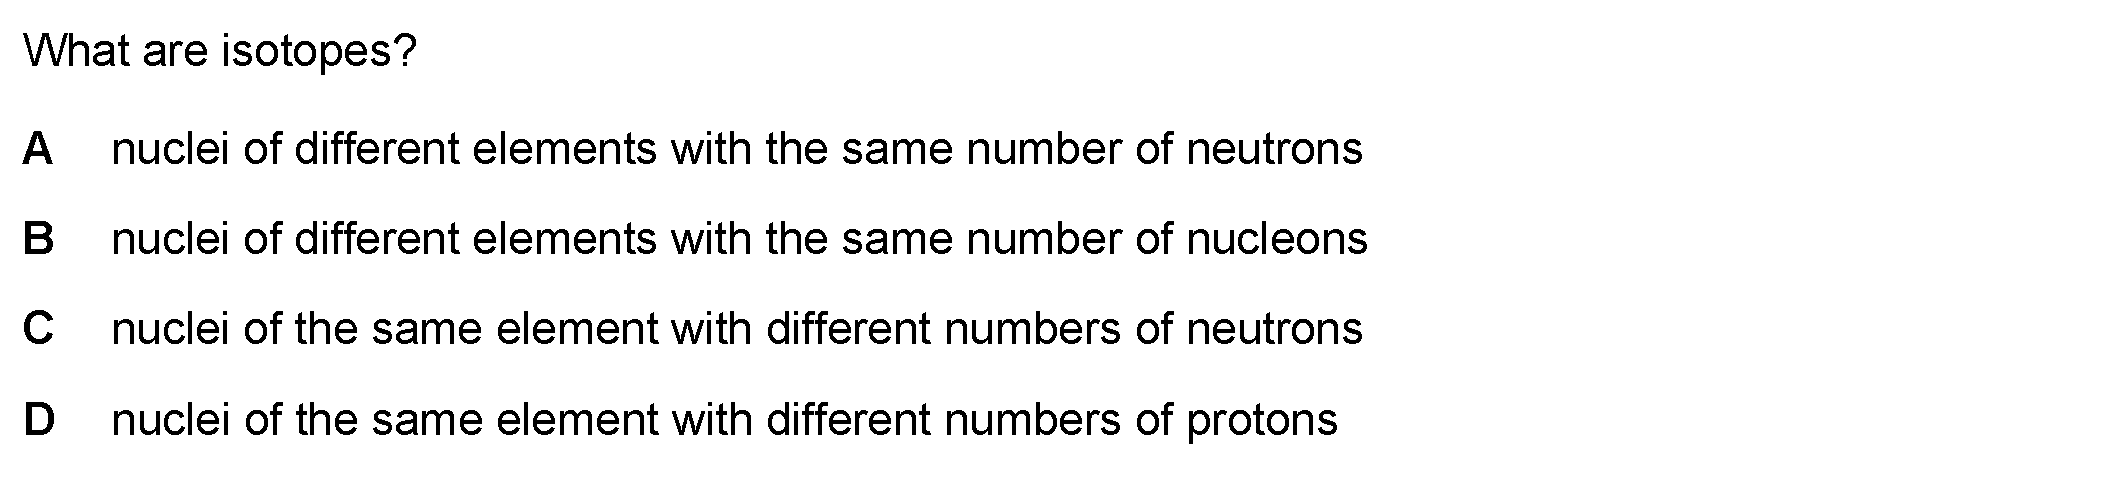 What are isotopes?
A nuclei of different elements with the same number of neutrons
B nuclei of different elements with the same number of nucleons
C nuclei of the same element with different numbers of neutrons
D nuclei of the same element with different numbers of protons